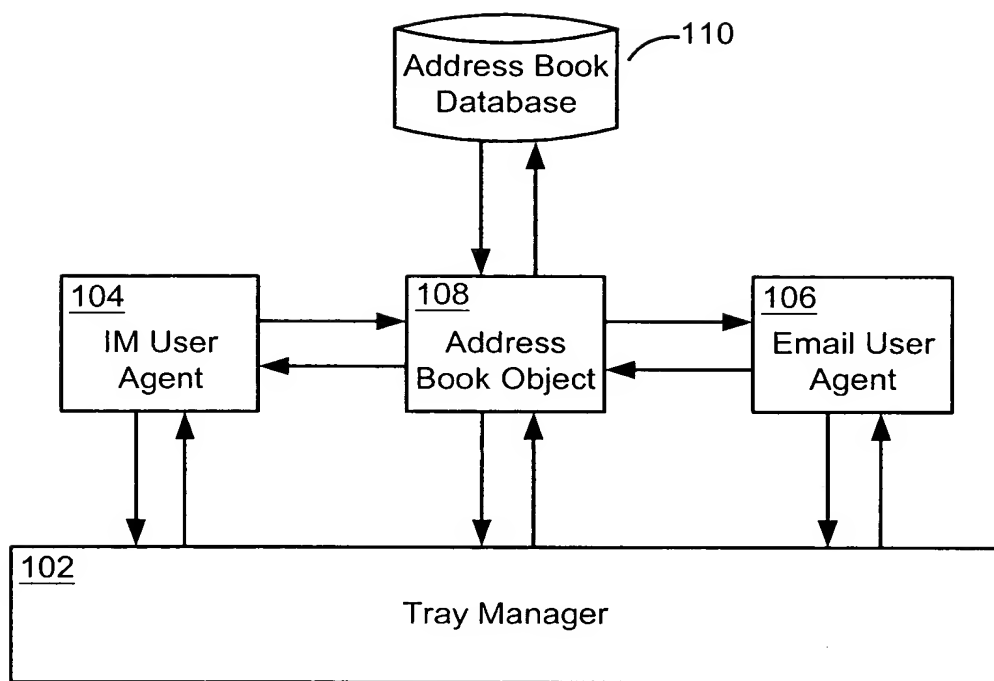 110
Address Book
Database
104
IM User
Agent
108
Address
Book Object
106
Email User
Agent
102
Tray Manager